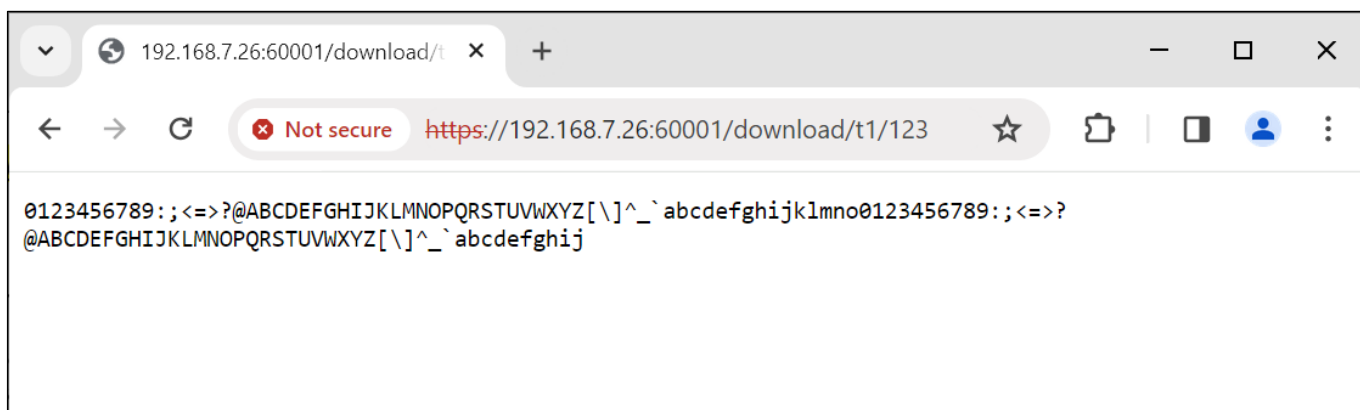 192.168.7.26:60001/download/t
Not secure https://192.168.7.26:60001/download/t1/123
0123456789:;<=>?@ABCDEFGHIJKLMNOPQRSTUVWXYZ[\]^_`abcdefghijklmno0123456789:;<=>?
@ABCDEFGHIJKLMNOPQRSTUVWXYZ[\]^_`abcdefghij